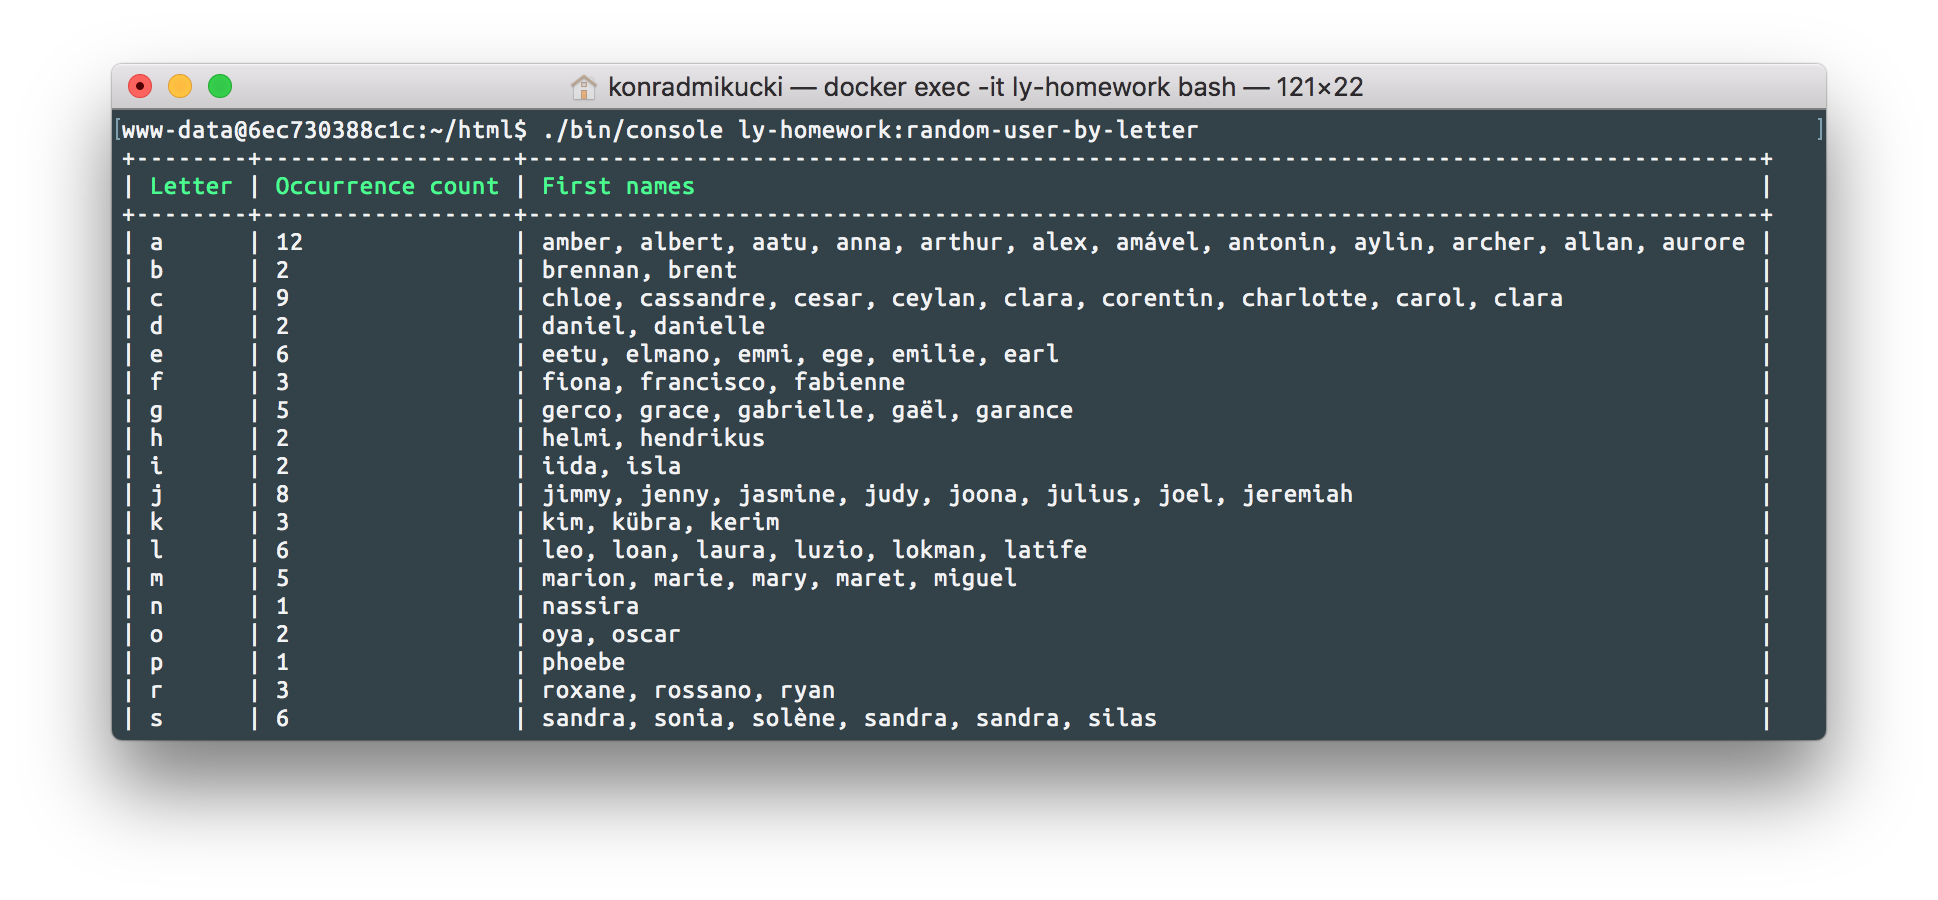 konradmikucki — docker exec -it ly-homework bash — 121×22
[www-data@6ec730388c1c:~/html$ ./bin/console ly-homework:random-user-by-letter ]
+--------+------------------+----------------------------------------------------------------------------------------+
| Letter | Occurrence count | First names |
+--------+------------------+----------------------------------------------------------------------------------------+
| a | 12 | amber, albert, aatu, anna, arthur, alex, amável, antonin, aylin, archer, allan, aurore |
| b | 2 | brennan, brent |
| c | 9 | chloe, cassandre, cesar, ceylan, clara, corentin, charlotte, carol, clara |
| d | 2 | daniel, danielle |
| e | 6 | eetu, elmano, emmi, ege, emilie, earl |
| f | 3 | fiona, francisco, fabienne |
| g | 5 | gerco, grace, gabrielle, gaël, garance |
| h | 2 | helmi, hendrikus |
| i | 2 | iida, isla |
| j | 8 | jimmy, jenny, jasmine, judy, joona, julius, joel, jeremiah |
| k | 3 | kim, kübra, kerim |
| l | 6 | leo, loan, laura, luzio, lokman, latife |
| m | 5 | marion, marie, mary, maret, miguel |
| n | 1 | nassira |
| o | 2 | oya, oscar |
| p | 1 | phoebe |
| r | 3 | roxane, rossano, ryan |
| s | 6 | sandra, sonia, solène, sandra, sandra, silas |